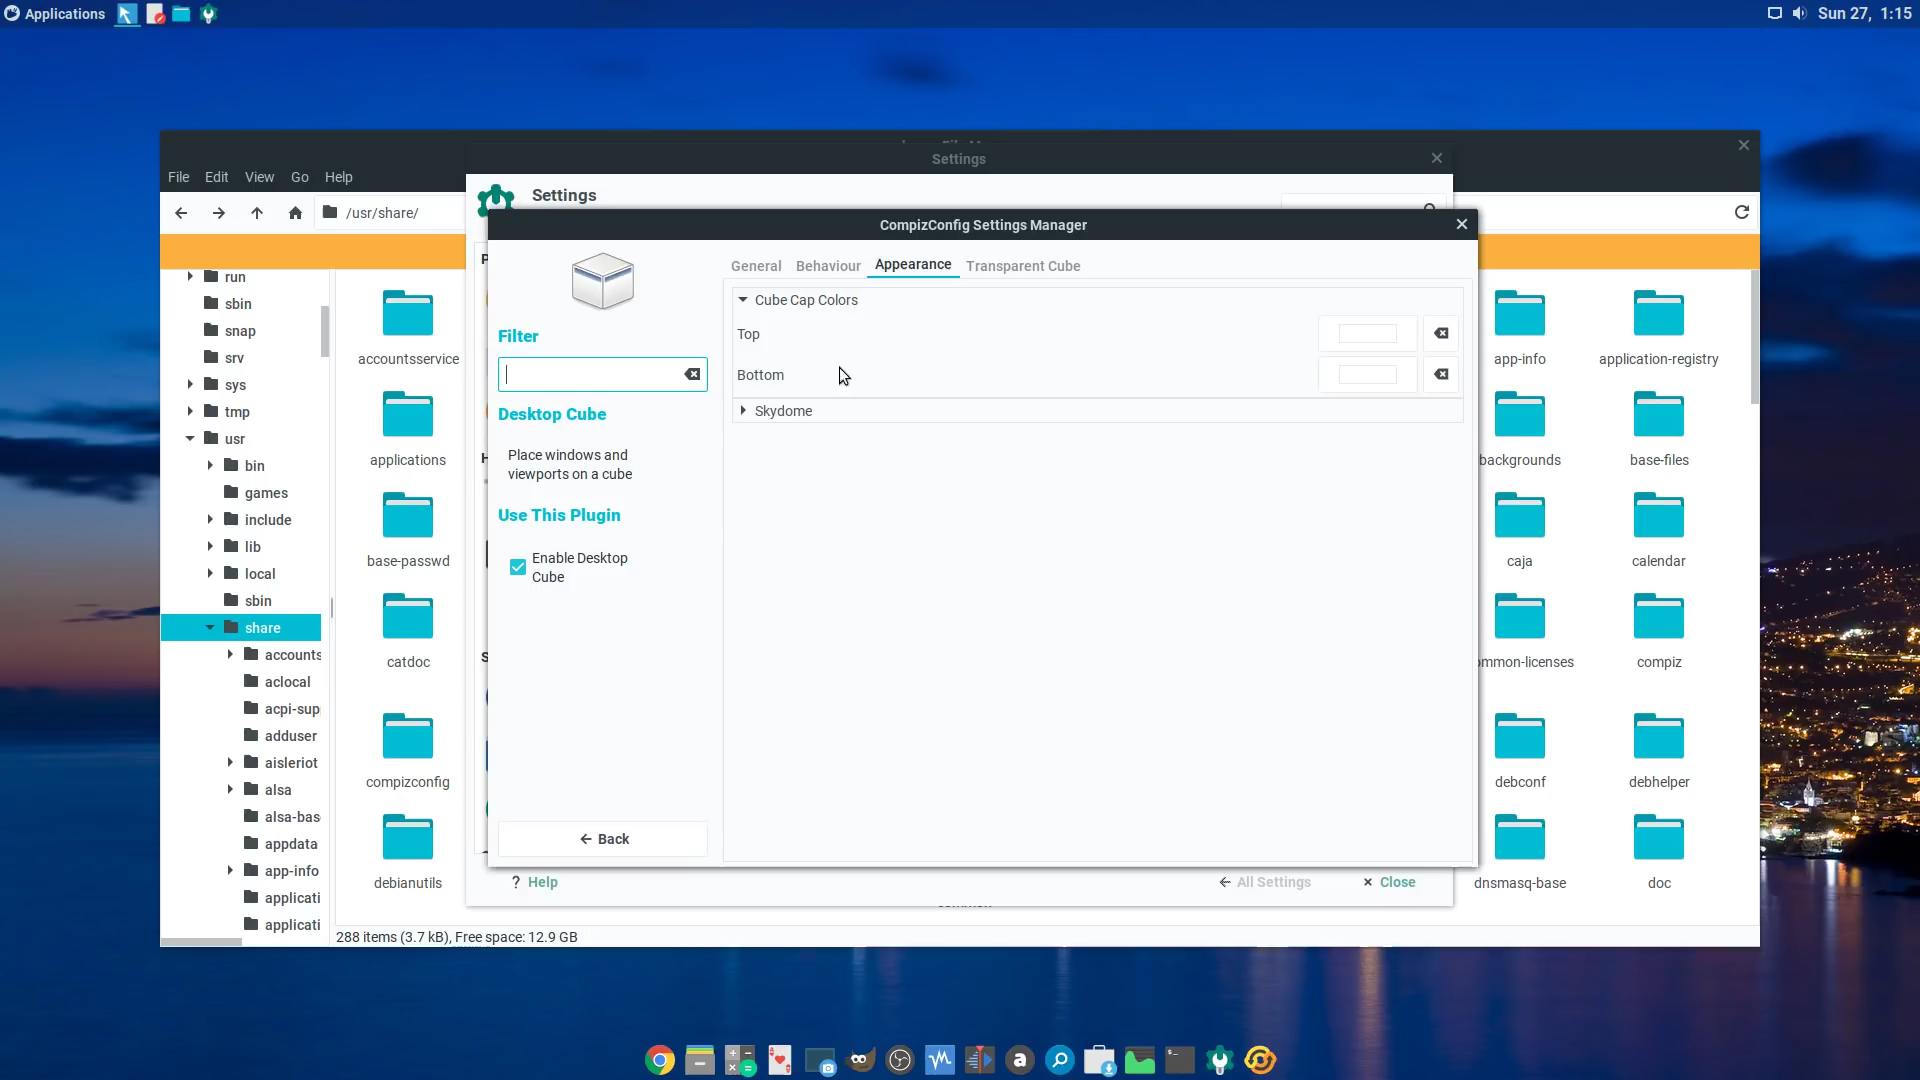 Applications
Sun 27, 1:15
Settings
File Edit View Go Help
Settings
/usr/share/
CompizConfig Settings Manager
General Behaviour Appearance Transparent Cube
Cube Cap Colors
Top
Bottom
Skydome
Filter
Desktop Cube
Place windows and
viewports on a cube
Use This Plugin
Enable Desktop
Cube
Back
? Help
All Settings
Close
run
sbin
snap
srv
sys
tmp
usr
bin
games
include
lib
local
sbin
share
accounts
aclocal
acpi-sup
adduser
aisleriot
alsa
alsa-bas
appdata
app-info
applicati
applicati
accountsservice
applications
base-passwd
catdoc
compizconfig
debianutils
app-info
application-registry
backgrounds
base-files
caja
calendar
mmon-licenses
compiz
debconf
debhelper
dnsmasq-base
doc
288 items (3.7 kB), Free space: 12.9 GB